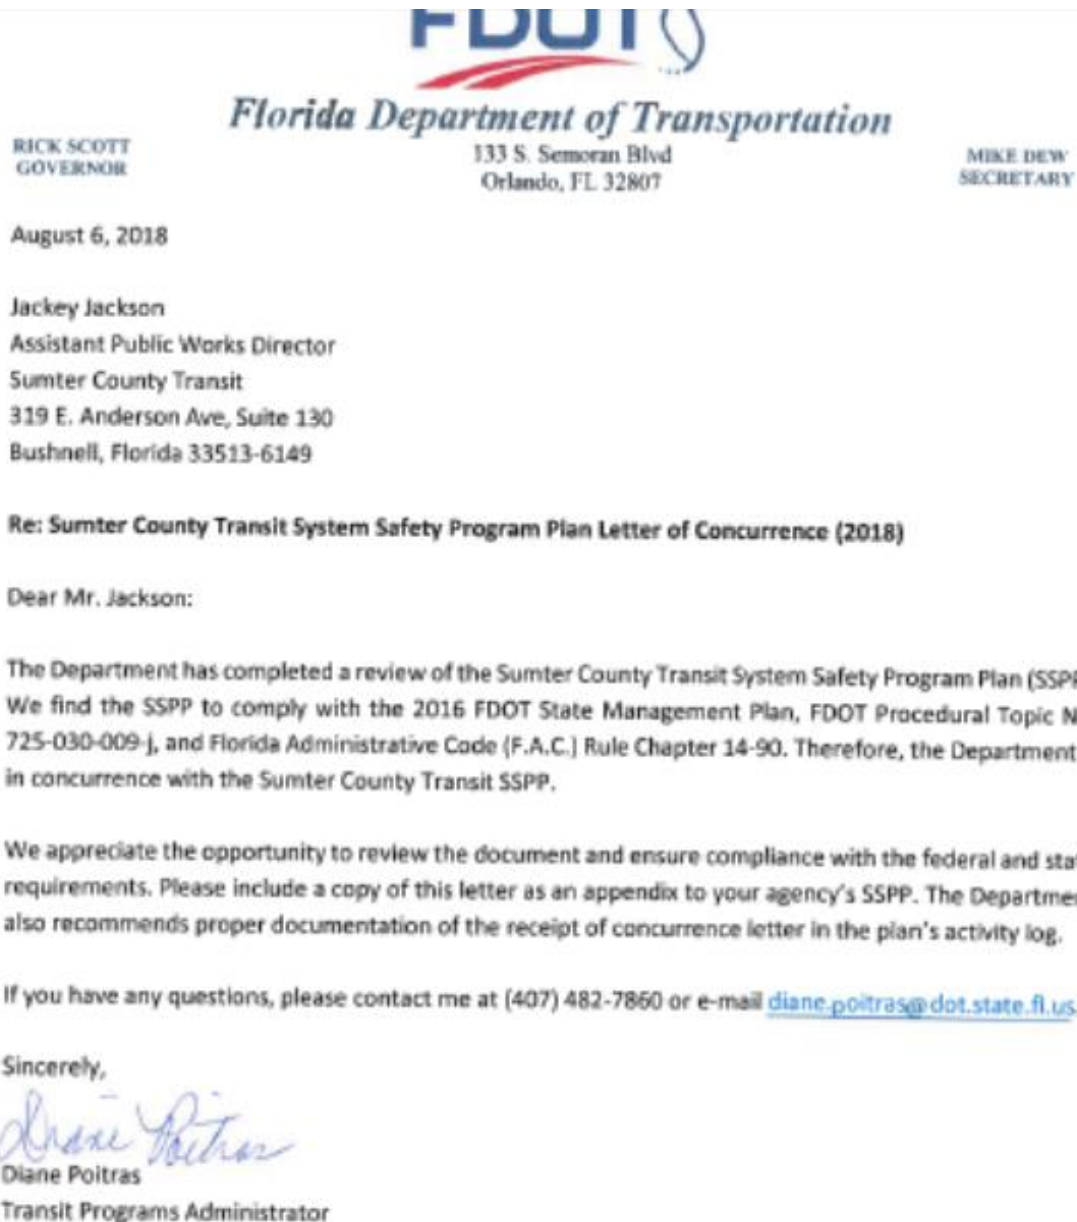 FDOT
Florida Department of Transportation
RICK SCOTT
GOVERNOR
133 S. Semoran Blvd
Orlando, FL 32807
MIKE DEW
SECRETARY
August 6, 2018
Jackey Jackson
Assistant Public Works Director
Sumter County Transit
319 E. Anderson Ave, Suite 130
Bushnell, Florida 33513-6149
Re: Sumter County Transit System Safety Program Plan Letter of Concurrence (2018)
Dear Mr. Jackson:
The Department has completed a review of the Sumter County Transit System Safety Program Plan (SSPP
We find the SSPP to comply with the 2016 FDOT State Management Plan, FDOT Procedural Topic N
725-030-009-j, and Florida Administrative Code (F.A.C.) Rule Chapter 14-90. Therefore, the Department
in concurrence with the Sumter County Transit SSPP.
We appreciate the opportunity to review the document and ensure compliance with the federal and stat
requirements. Please include a copy of this letter as an appendix to your agency's SSPP. The Departmen
also recommends proper documentation of the receipt of concurrence letter in the plan's activity log.
If you have any questions, please contact me at (407) 482-7860 or e-mail diane.poitras@dot.state.fl.us.
Sincerely,
Diane Poitras
Diane Poitras
Transit Programs Administrator